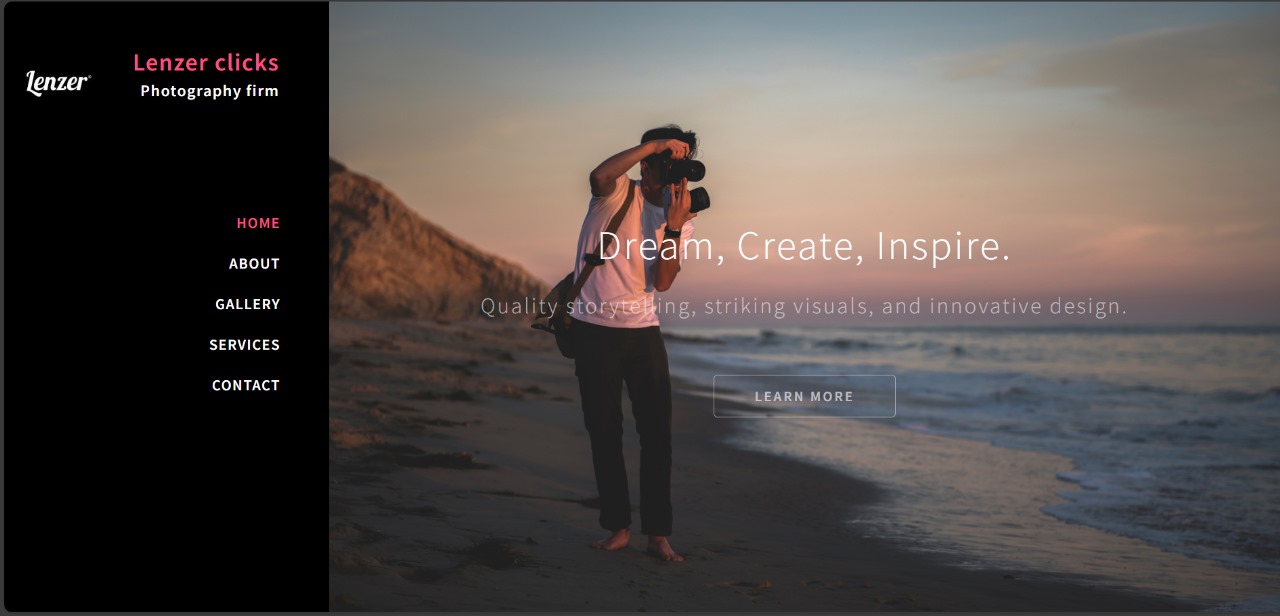 Lenzer
Lenzer clicks
Photography firm
HOME
ABOUT
GALLERY
SERVICES
CONTACT
Dream, Create, Inspire.
Quality storytelling, striking visuals, and innovative design.
LEARN MORE